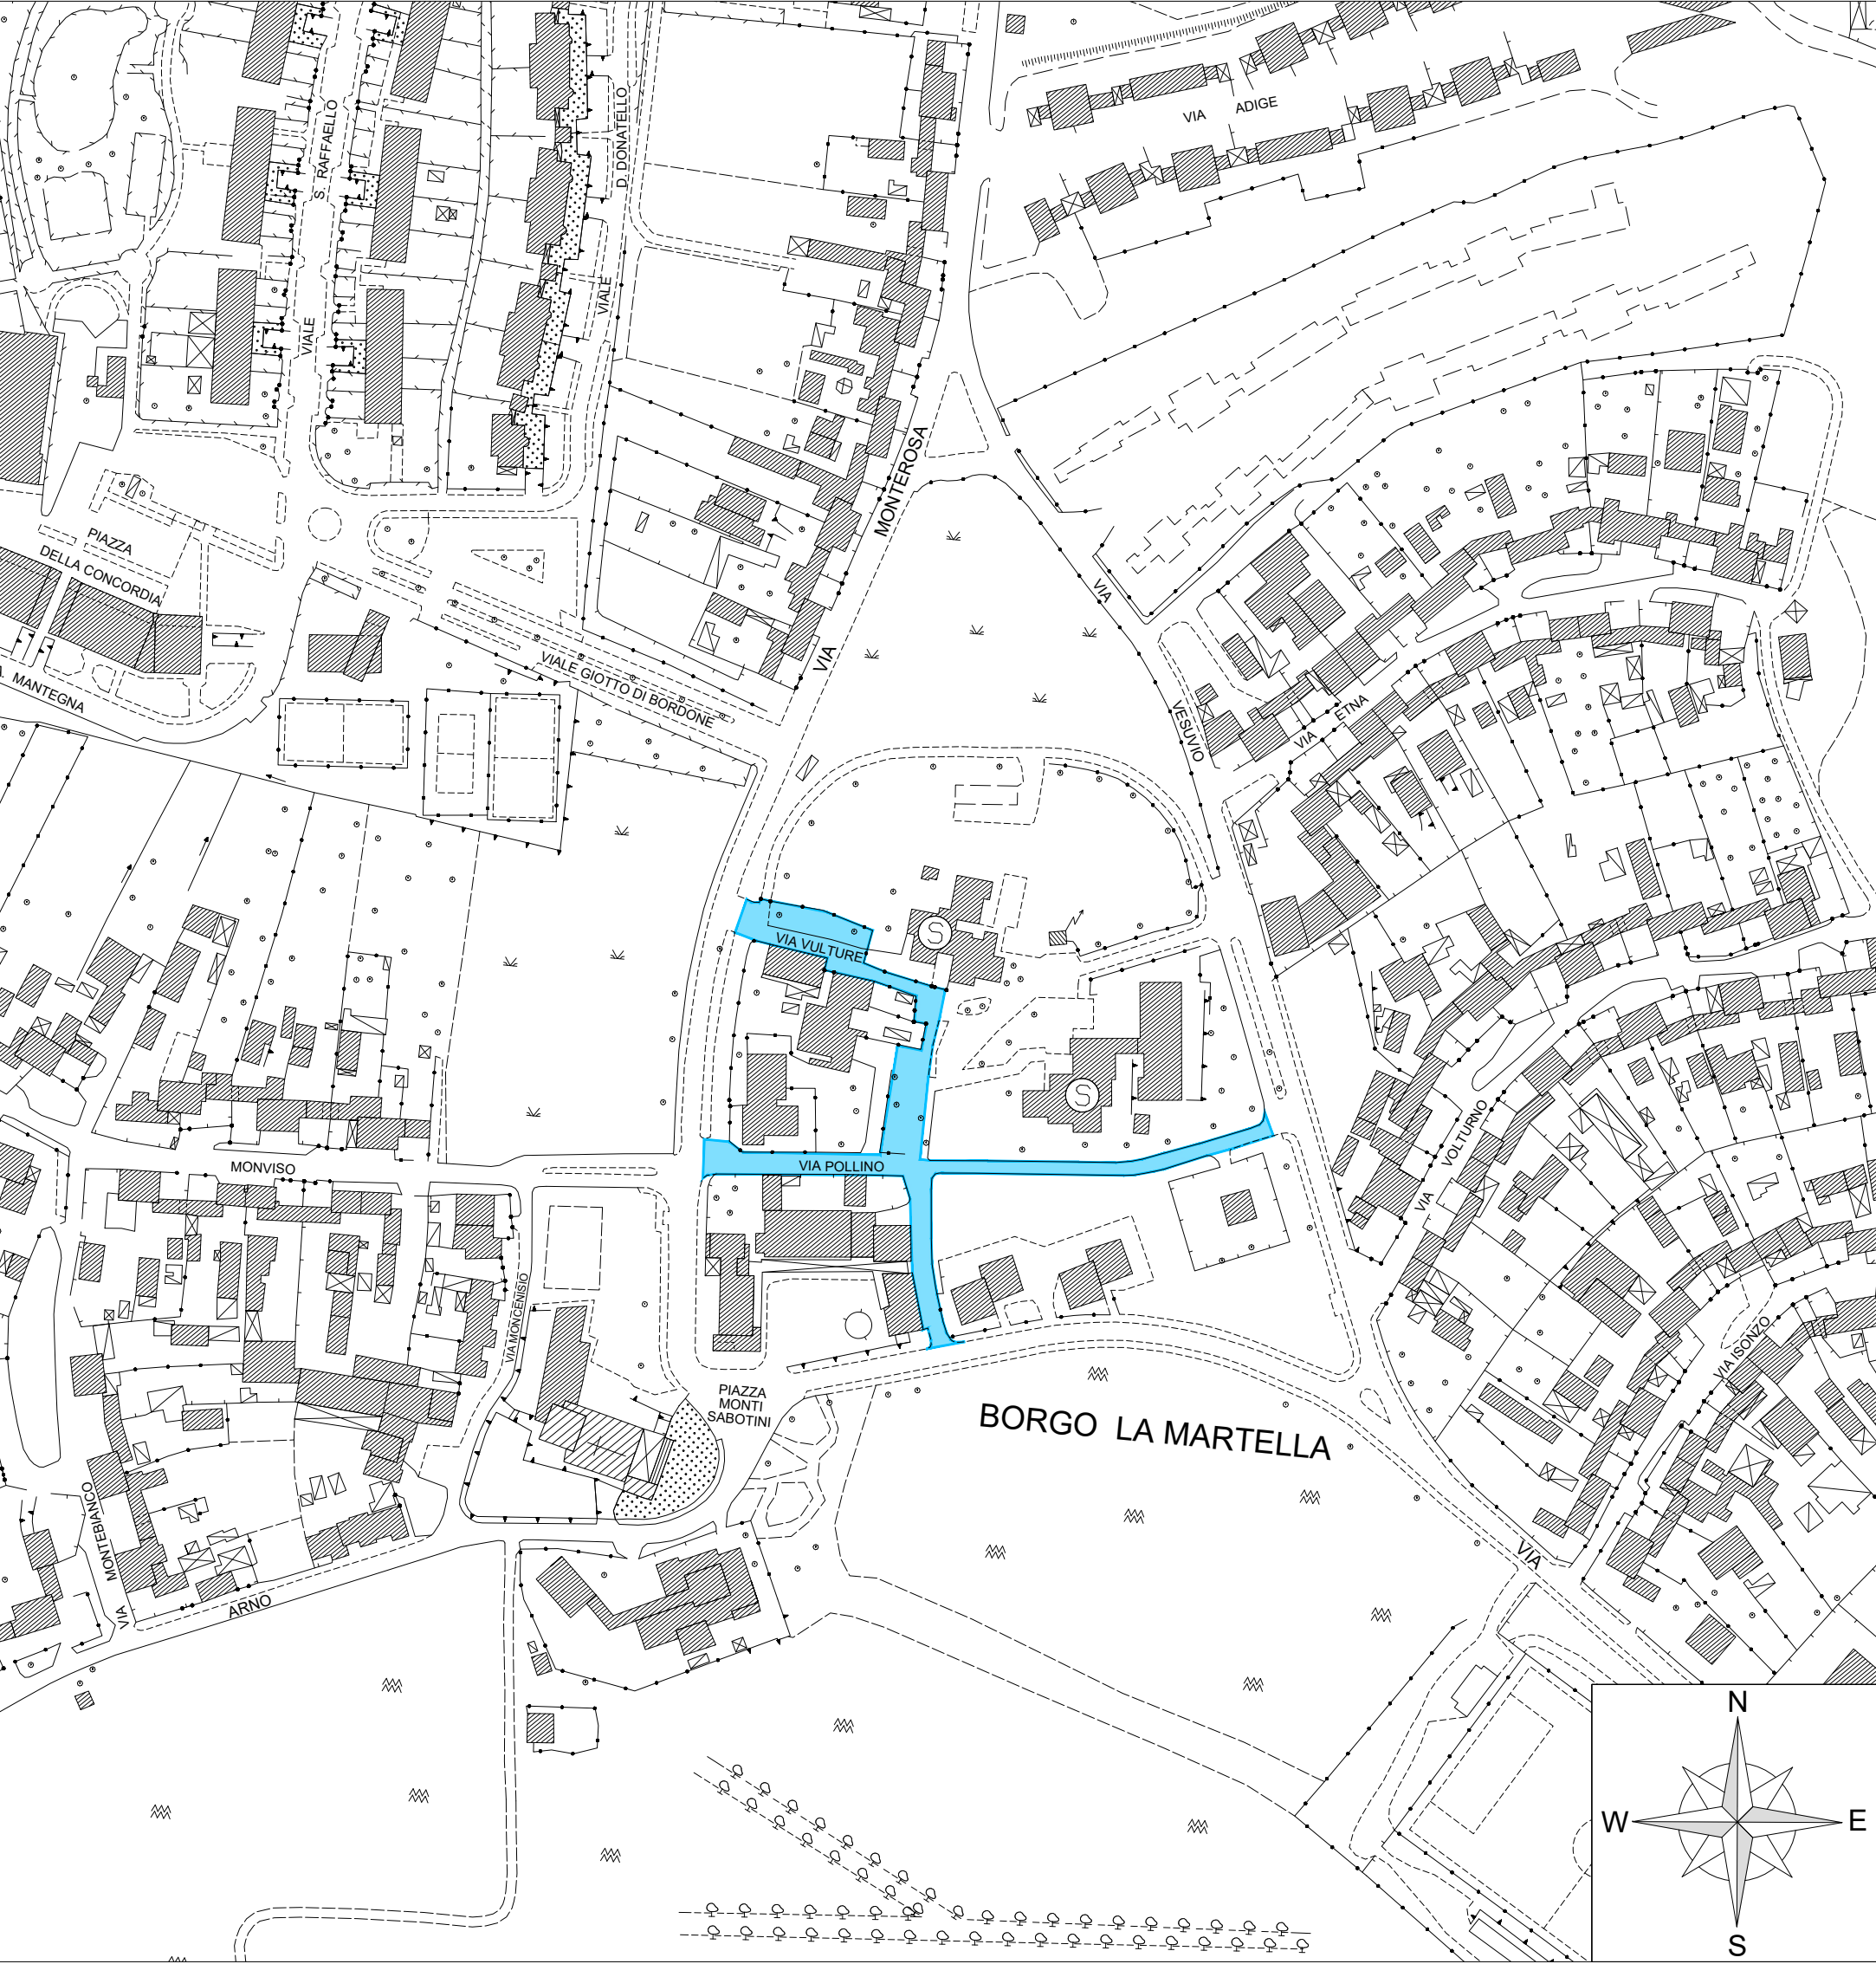 S. RAFFAELLO
VIALE
D. DONATELLO
VIALE
VIA ADIGE
MONTEROSA
VIA
PIAZZA
DELLA CONCORDIA
MANTEGNA
VIALE GIOTTO DI BORDONE
VIA
VESUVIO
VIA ETNA
S
VIA VULTURE
S
VIA POLLINO
MONVISO
VIA MONCENISIO
VOLTURNO
VIA
VIA ISONZO
PIAZZA
MONTI
SABOTINI
BORGO LA MARTELLA
MONTEBIANCO
VIA
ARNO
VIA
N
W
E
S